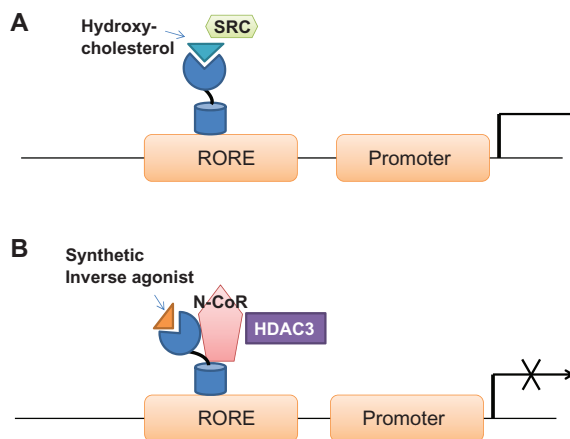 A
Hydroxy-
cholesterol
SRC
RORE
Promoter
B
Synthetic
Inverse agonist
N-CoR
HDAC3
RORE
Promoter